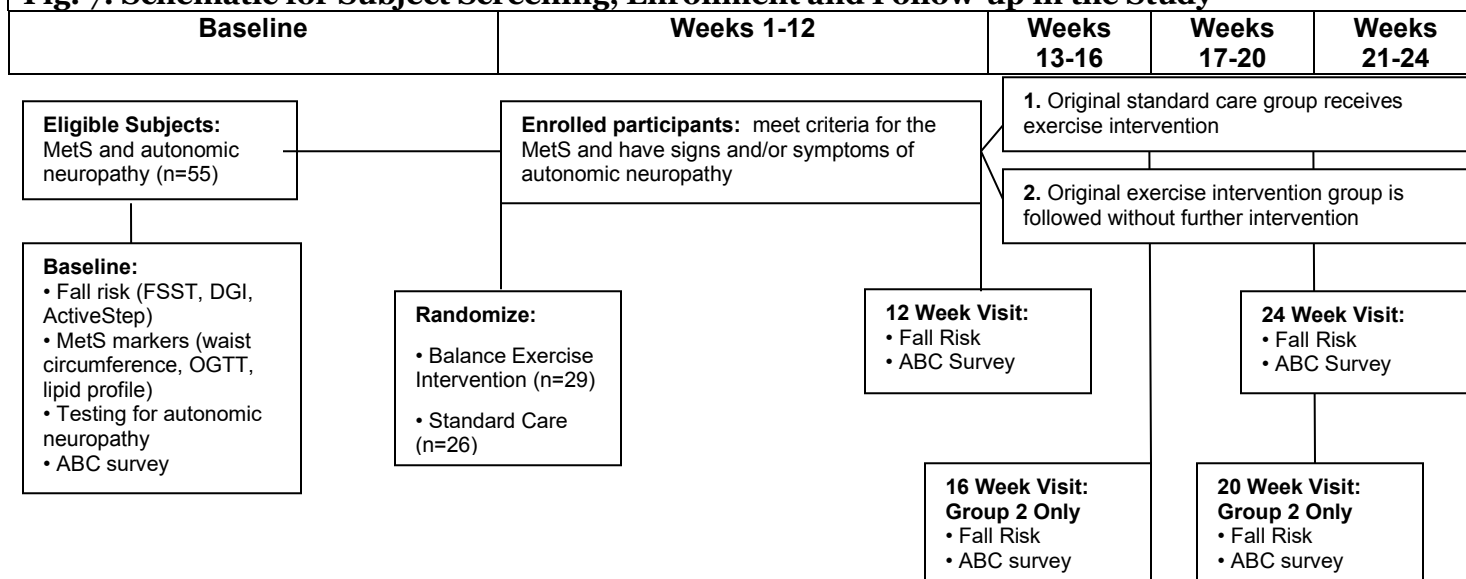 Fig. 7. Schematic for Subject Screening, Enrollment and Follow-up in the Study
Baseline
Weeks 1-12
Weeks
13-16
Weeks
17-20
Weeks
21-24
Eligible Subjects:
MetS and autonomic
neuropathy (n=55)
Enrolled participants: meet criteria for the
MetS and have signs and/or symptoms of
autonomic neuropathy
1. Original standard care group receives
exercise intervention
2. Original exercise intervention group is
followed without further intervention
Baseline:
• Fall risk (FSST, DGI,
ActiveStep)
• MetS markers (waist
circumference, OGTT,
lipid profile)
• Testing for autonomic
neuropathy
• ABC survey
Randomize:
• Balance Exercise
Intervention (n=29)
• Standard Care
(n=26)
12 Week Visit:
• Fall Risk
• ABC Survey
24 Week Visit:
• Fall Risk
• ABC Survey
16 Week Visit:
Group 2 Only
• Fall Risk
• ABC survey
20 Week Visit:
Group 2 Only
• Fall Risk
• ABC survey